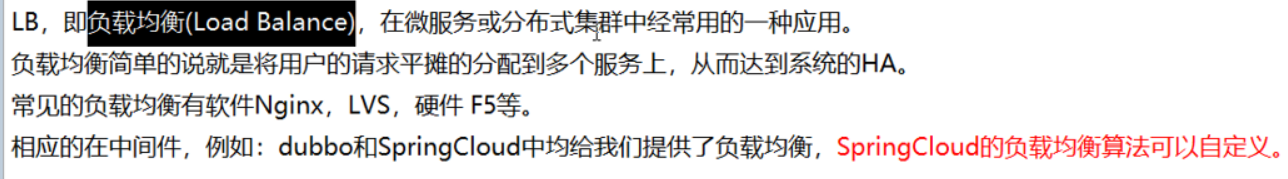 LB，即负载均衡(Load Balance)，在微服务或分布式集群中经常用的一种应用。
负载均衡简单的说就是将用户的请求平摊的分配到多个服务上，从而达到系统的HA。
常见的负载均衡有软件Nginx，LVS，硬件 F5等。
相应的在中间件，例如：dubbo和SpringCloud中均给我们提供了负载均衡，SpringCloud的负载均衡算法可以自定义。